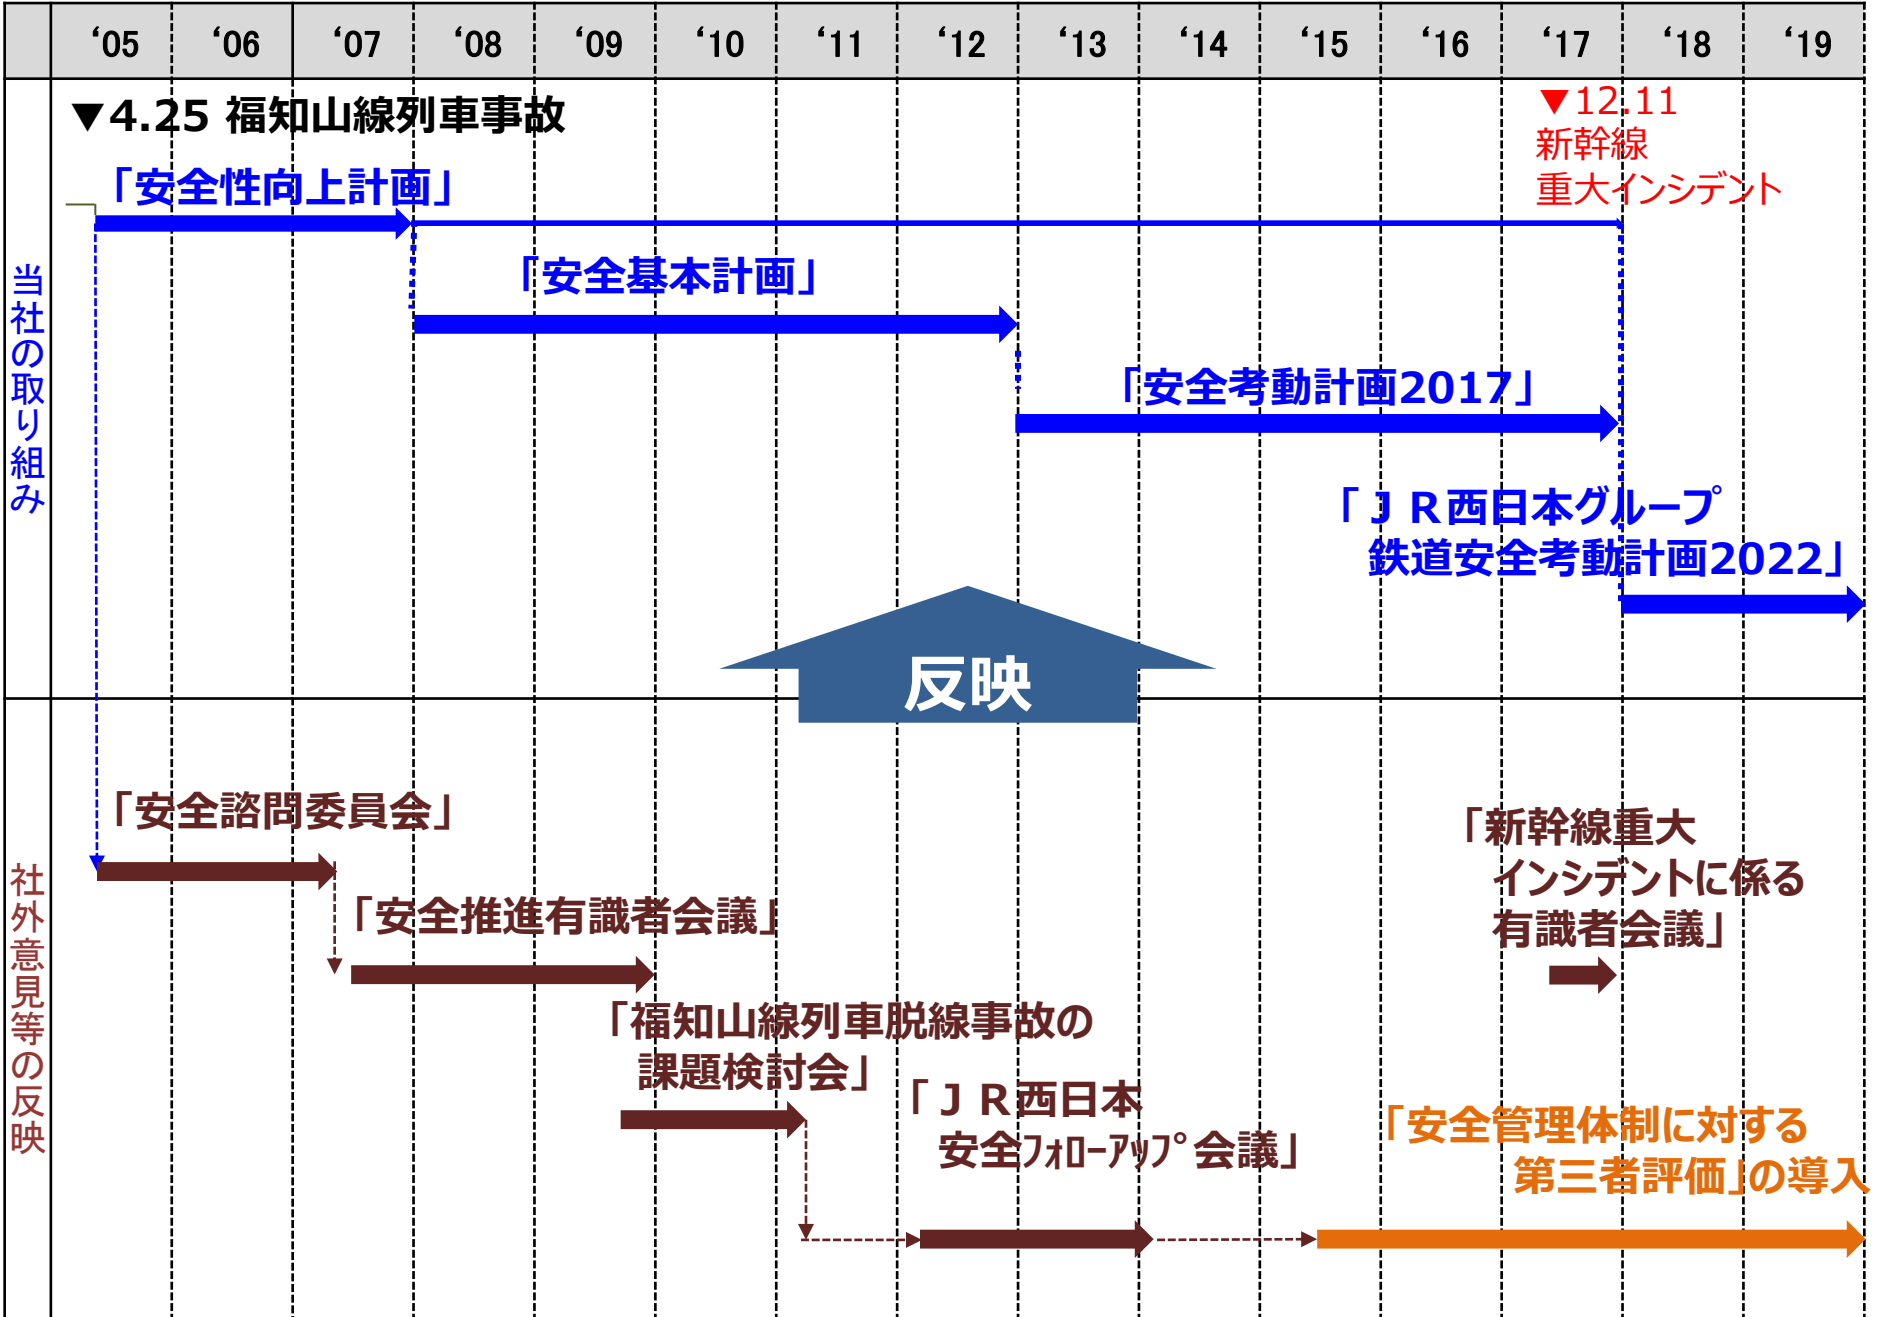 ‘05 ‘06 ‘07 ‘08 ‘09 ‘10 ‘11 ‘12 ‘13 ‘14 ‘15 ‘16 ‘17 ‘18 ‘19
当社の取り組み
▼4.25 福知山線列車事故
▼12.11
新幹線
重大インシデント
「安全性向上計画」
「安全基本計画」
「安全考動計画2017」
「ＪＲ西日本グループ
鉄道安全考動計画2022」
反映
社外意見等の反映
「安全諮問委員会」
「安全推進有識者会議」
「福知山線列車脱線事故の
課題検討会」
「ＪＲ西日本
安全ﾌｫﾛｰｱｯﾌﾟ会議」
「新幹線重大
インシデントに係る
有識者会議」
「安全管理体制に対する
第三者評価」の導入